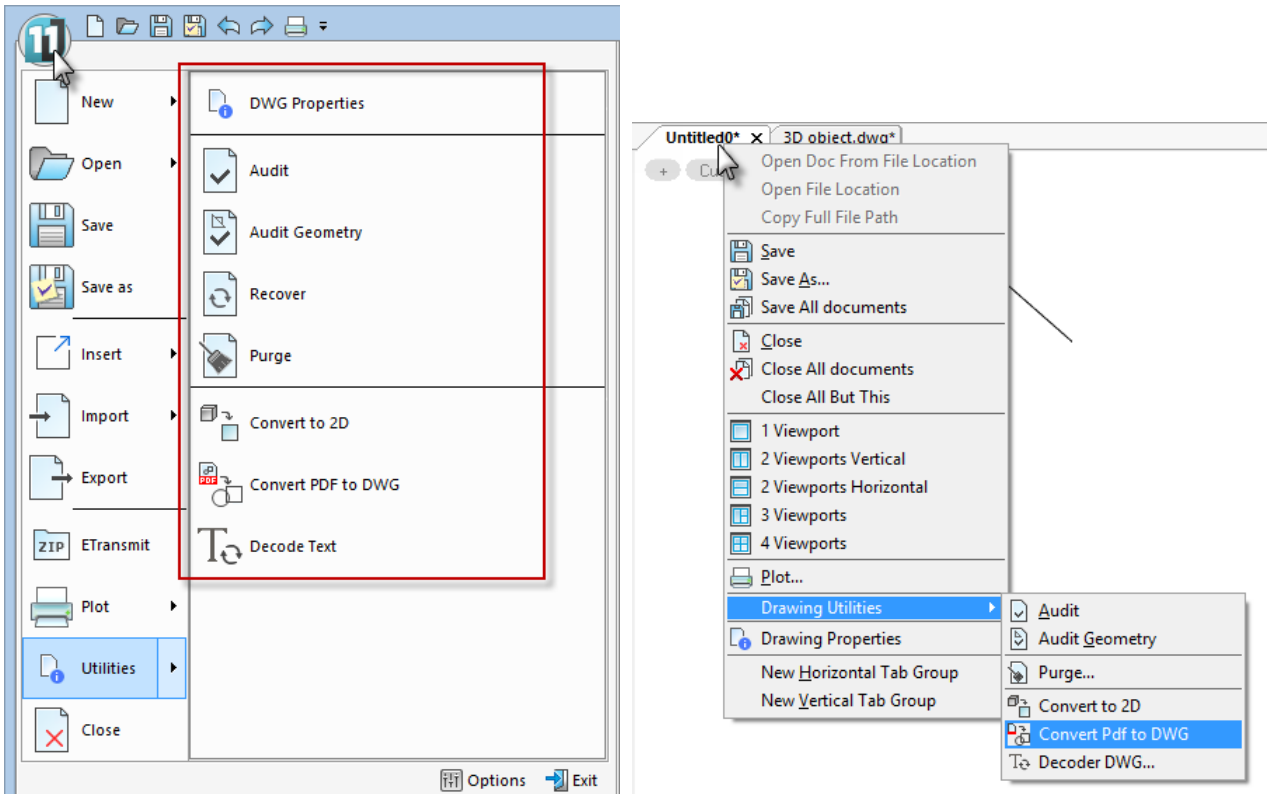 11
New
Open
Save
Save as
Insert
Import
Export
ZIP
ETransmit
Plot
Utilities
Close
DWG Properties
Audit
Audit Geometry
Recover
Purge
Convert to 2D
PDF
Convert PDF to DWG
Decode Text
Options
Exit
Untitled0*
3D object.dwg*
+
Cu
Open Doc From File Location
Open File Location
Copy Full File Path
Save
Save As...
Save All documents
Close
Close All documents
Close All But This
1 Viewport
2 Viewports Vertical
2 Viewports Horizontal
3 Viewports
4 Viewports
Plot...
Drawing Utilities
Drawing Properties
New Horizontal Tab Group
New Vertical Tab Group
Audit
Audit Geometry
Purge...
Convert to 2D
Convert Pdf to DWG
Decoder DWG...